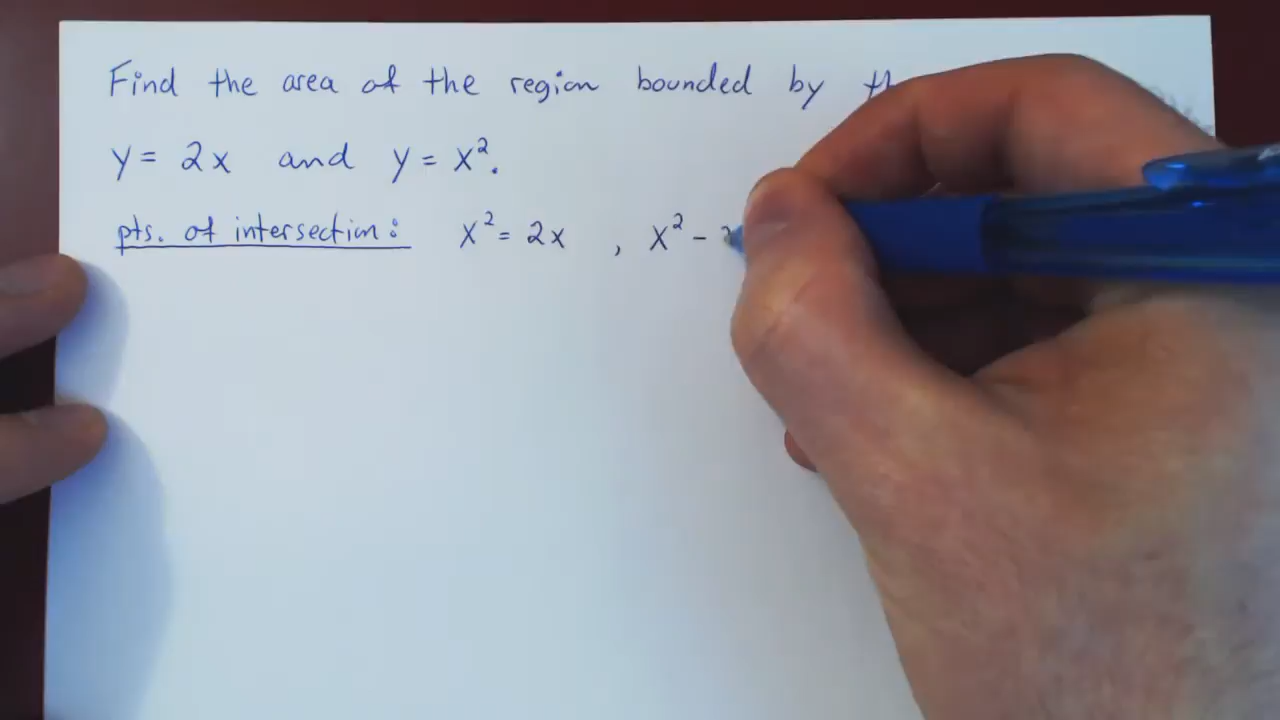 Find the area of the region bounded by
y = 2x and y = x².
pts. of intersection: x² = 2x , x² -